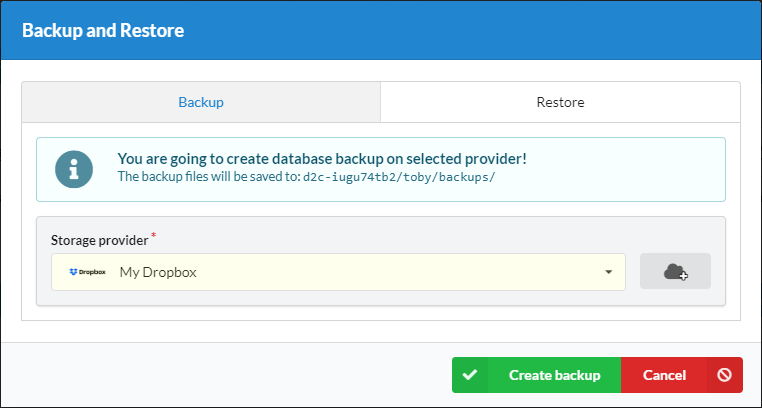 Backup and Restore
Backup Restore
You are going to create database backup on selected provider!
The backup files will be saved to: d2c-iugu74tb2/toby/backups/
Storage provider *
Dropbox My Dropbox
Create backup Cancel